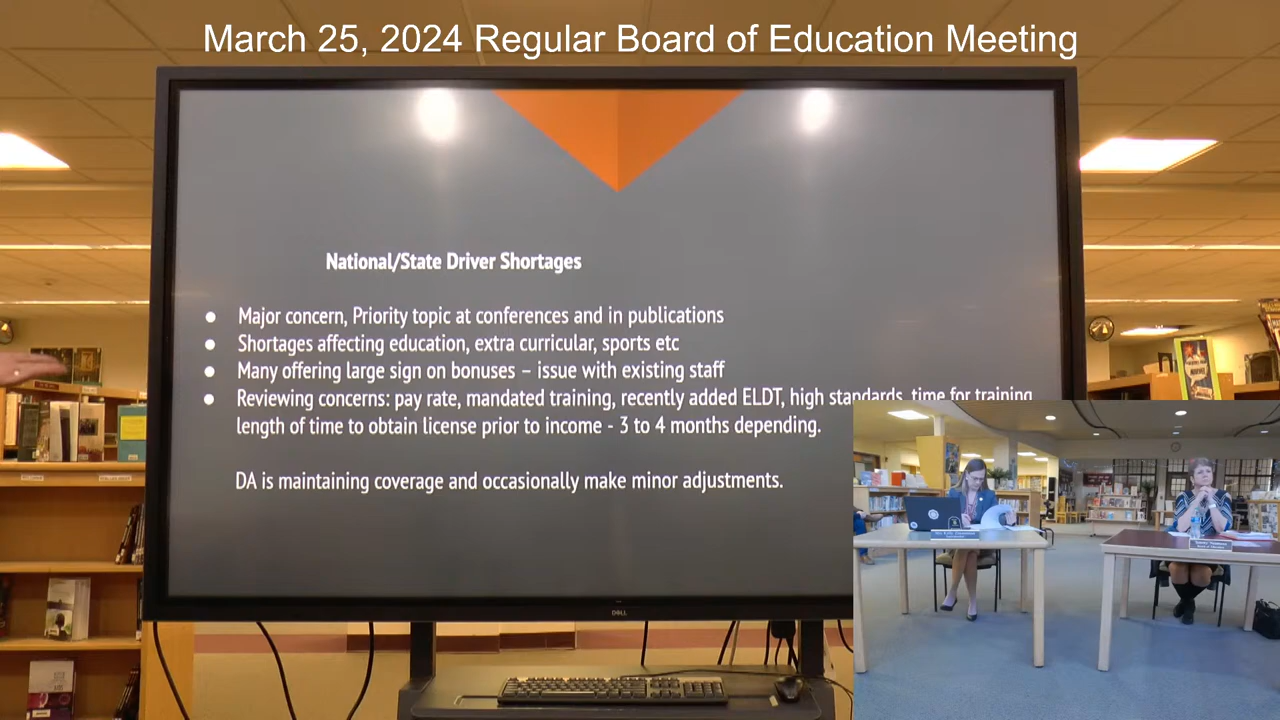 March 25, 2024 Regular Board of Education Meeting
National/State Driver Shortages
● Major concern, Priority topic at conferences and in publications
● Shortages affecting education, extra curricular, sports etc
● Many offering large sign on bonuses – issue with existing staff
● Reviewing concerns: pay rate, mandated training, recently added ELDT, high standards, time for training
length of time to obtain license prior to income - 3 to 4 months depending.
DA is maintaining coverage and occasionally make minor adjustments.
DELL